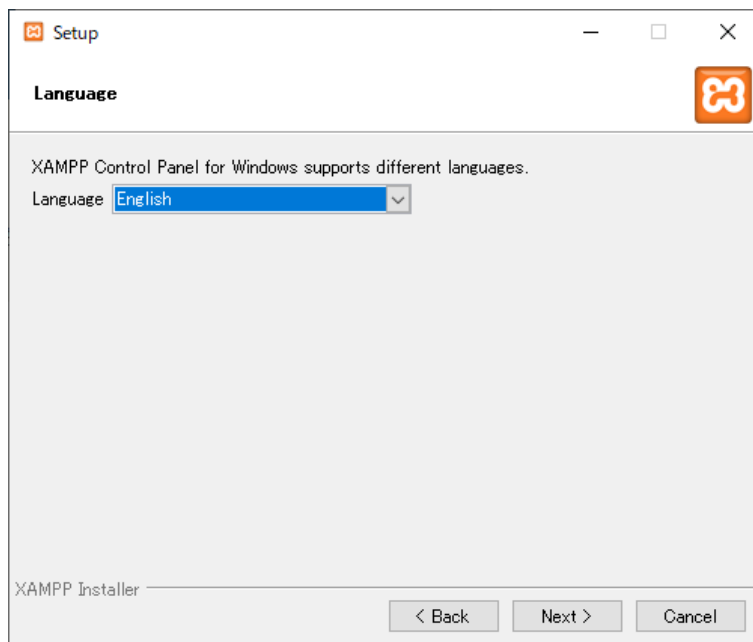 Setup
Language
XAMPP Control Panel for Windows supports different languages.
Language English
XAMPP Installer
< Back Next > Cancel